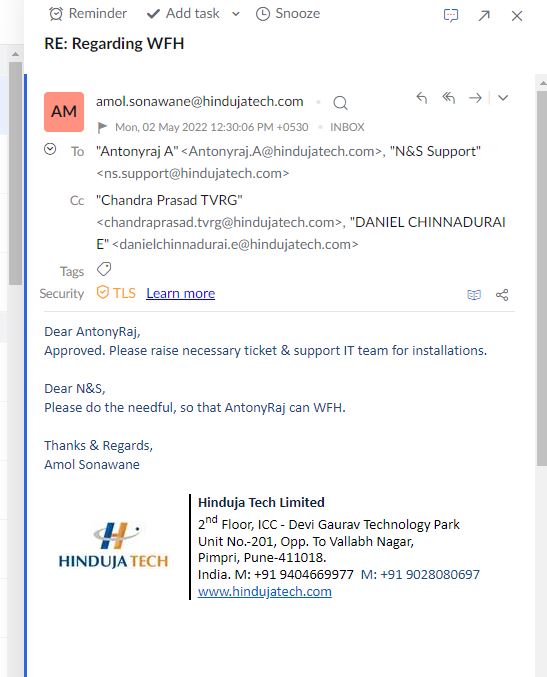 Reminder Add task Snooze
RE: Regarding WFH
AM
amol.sonawane@hindujatech.com
Mon, 02 May 2022 12:30:06 PM +0530 • INBOX
To "Antonyraj A" <Antonyraj.A@hindujatech.com>, "N&S Support"
<ns.support@hindujatech.com>
Cc "Chandra Prasad TVRG"
<chandraprasad.tvrg@hindujatech.com>, "DANIEL CHINNADURAI
E" <danielchinnadurai.e@hindujatech.com>
Tags
Security TLS Learn more
Dear AntonyRaj,
Approved. Please raise necessary ticket & support IT team for installations.
Dear N&S,
Please do the needful, so that AntonyRaj can WFH.
Thanks & Regards,
Amol Sonawane
HINDUJA TECH
Hinduja Tech Limited
2nd Floor, ICC - Devi Gaurav Technology Park
Unit No.-201, Opp. To Vallabh Nagar,
Pimpri, Pune-411018.
India. M: +91 9404669977 M: +91 9028080697
www.hindujatech.com